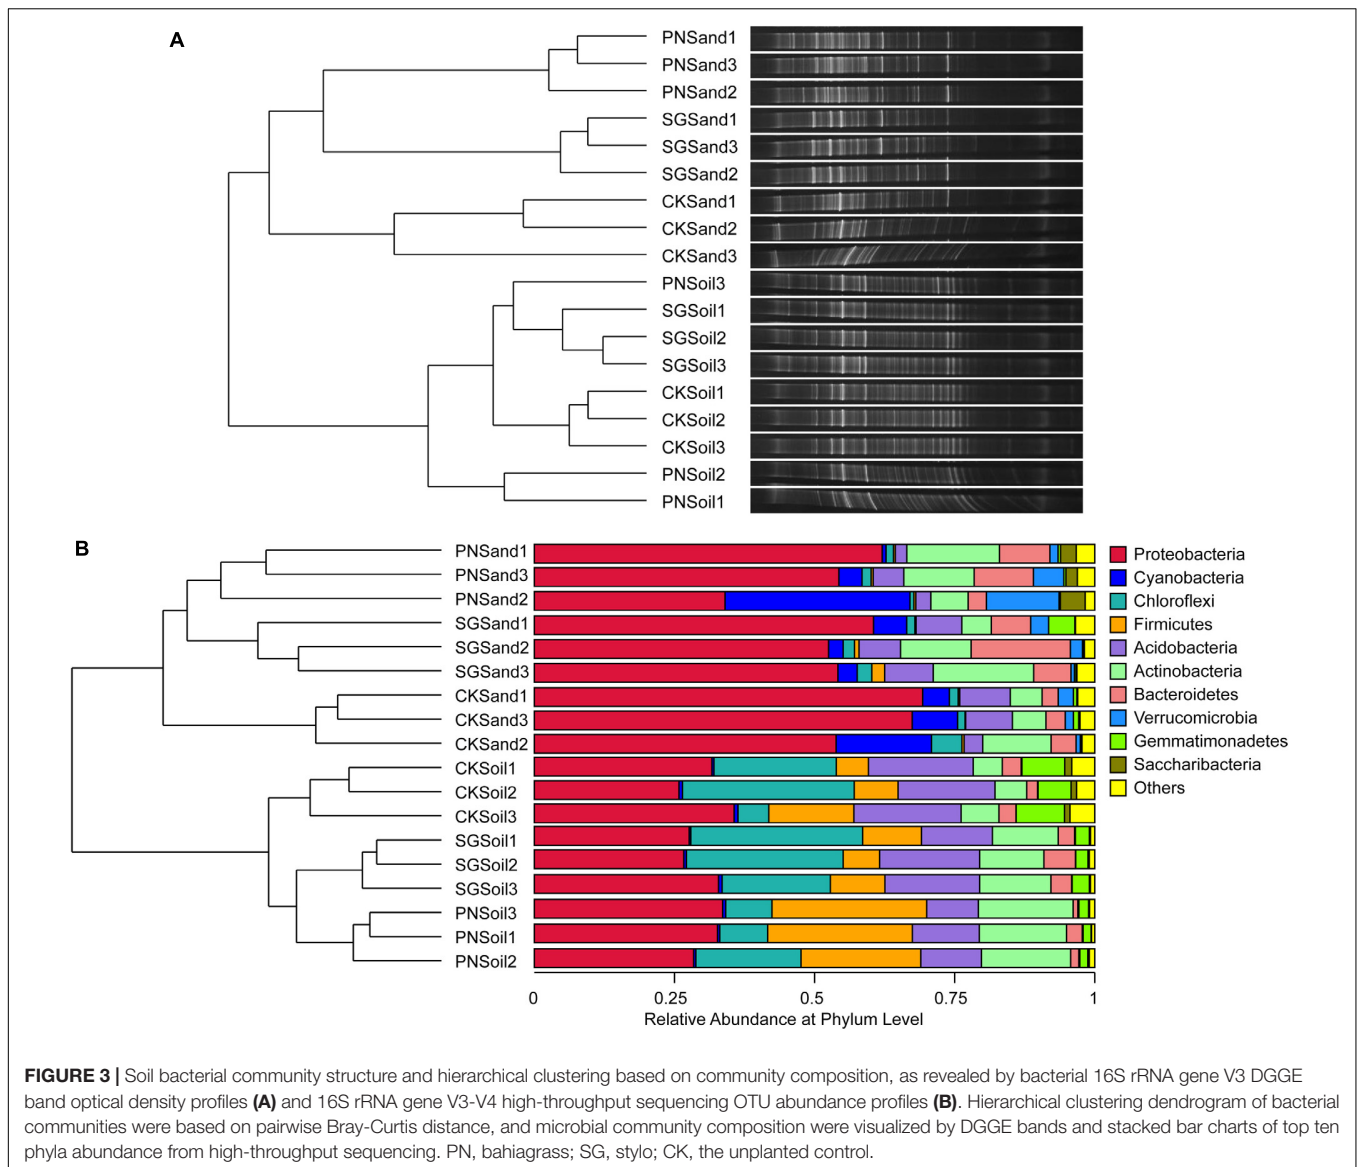 A
PNSand1
PNSand3
PNSand2
SGSand1
SGSand3
SGSand2
CKSand1
CKSand2
CKSand3
PNSoil3
SGSoil1
SGSoil2
SGSoil3
CKSoil1
CKSoil2
CKSoil3
PNSoil2
PNSoil1
B
PNSand1
PNSand3
PNSand2
SGSand1
SGSand2
SGSand3
CKSand1
CKSand3
CKSand2
CKSoil1
CKSoil2
CKSoil3
SGSoil1
SGSoil2
SGSoil3
PNSoil3
PNSoil1
PNSoil2
Proteobacteria
Cyanobacteria
Chloroflexi
Firmicutes
Acidobacteria
Actinobacteria
Bacteroidetes
Verrucomicrobia
Gemmatimonadetes
Saccharibacteria
Others
0 0.25 0.5 0.75 1
Relative Abundance at Phylum Level
FIGURE 3 | Soil bacterial community structure and hierarchical clustering based on community composition, as revealed by bacterial 16S rRNA gene V3 DGGE
band optical density profiles (A) and 16S rRNA gene V3-V4 high-throughput sequencing OTU abundance profiles (B). Hierarchical clustering dendrogram of bacterial
communities were based on pairwise Bray-Curtis distance, and microbial community composition were visualized by DGGE bands and stacked bar charts of top ten
phyla abundance from high-throughput sequencing. PN, bahiagrass; SG, stylo; CK, the unplanted control.